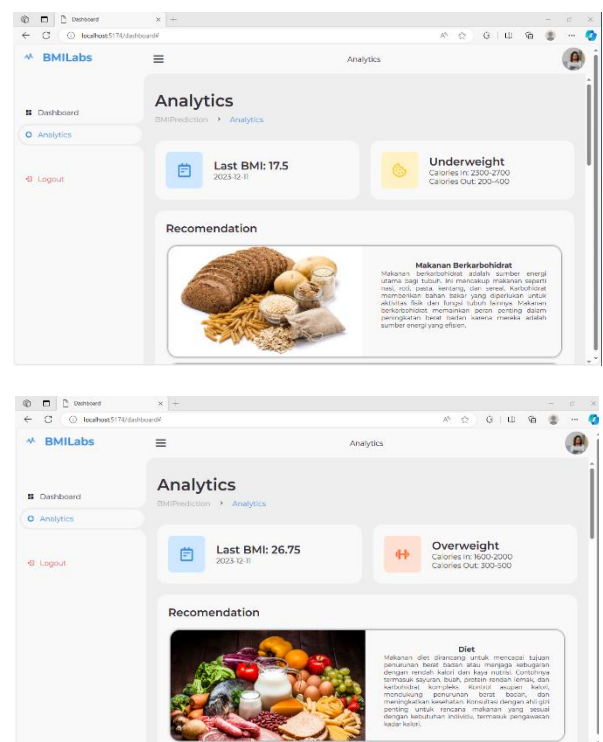 Dashboard
localhost:5174/dashboard#
BMILabs
Analytics
Dashboard
Analytics
Logout
Analytics
BMIPrediction
Analytics
Last BMI: 17.5
2023-12-11
Underweight
Calories In: 2300-2700
Calories Out: 200-400
Recomendation
Makanan Berkarbohidrat
Makanan berkarbohidrat adalah sumber energi
utama bagi tubuh. Ini mencakup makanan seperti
nasi, roti, pasta, kentang, dan sereal. Karbohidrat
memberikan bahan bakar yang diperlukan untuk
aktivitas fisik dan fungsi tubuh lainnya. Makanan
berkarbohidrat memainkan peran penting dalam
peningkatan berat badan karena mereka adalah
sumber energi yang efisien.
Dashboard
localhost:5174/dashboard#
BMILabs
Analytics
Dashboard
Analytics
Logout
Analytics
BMIPrediction
Analytics
Last BMI: 26.75
2023-12-11
Overweight
Calories In: 1600-2000
Calories Out: 300-500
Recomendation
Diet
Makanan diet dirancang untuk mencapai tujuan
penurunan berat badan atau menjaga kebugaran
dengan rendah kalori dan kaya nutrisi. Contohnya
termasuk sayuran, buah, protein rendah lemak, dan
karbohidrat kompleks. Kontrol asupan kalori,
mendukung penurunan berat badan, dan
meningkatkan kesehatan. Konsultasi dengan ahli gizi
penting untuk rencana makanan yang sesuai
dengan kebutuhan individu, termasuk pengawasan
kadar kalori.